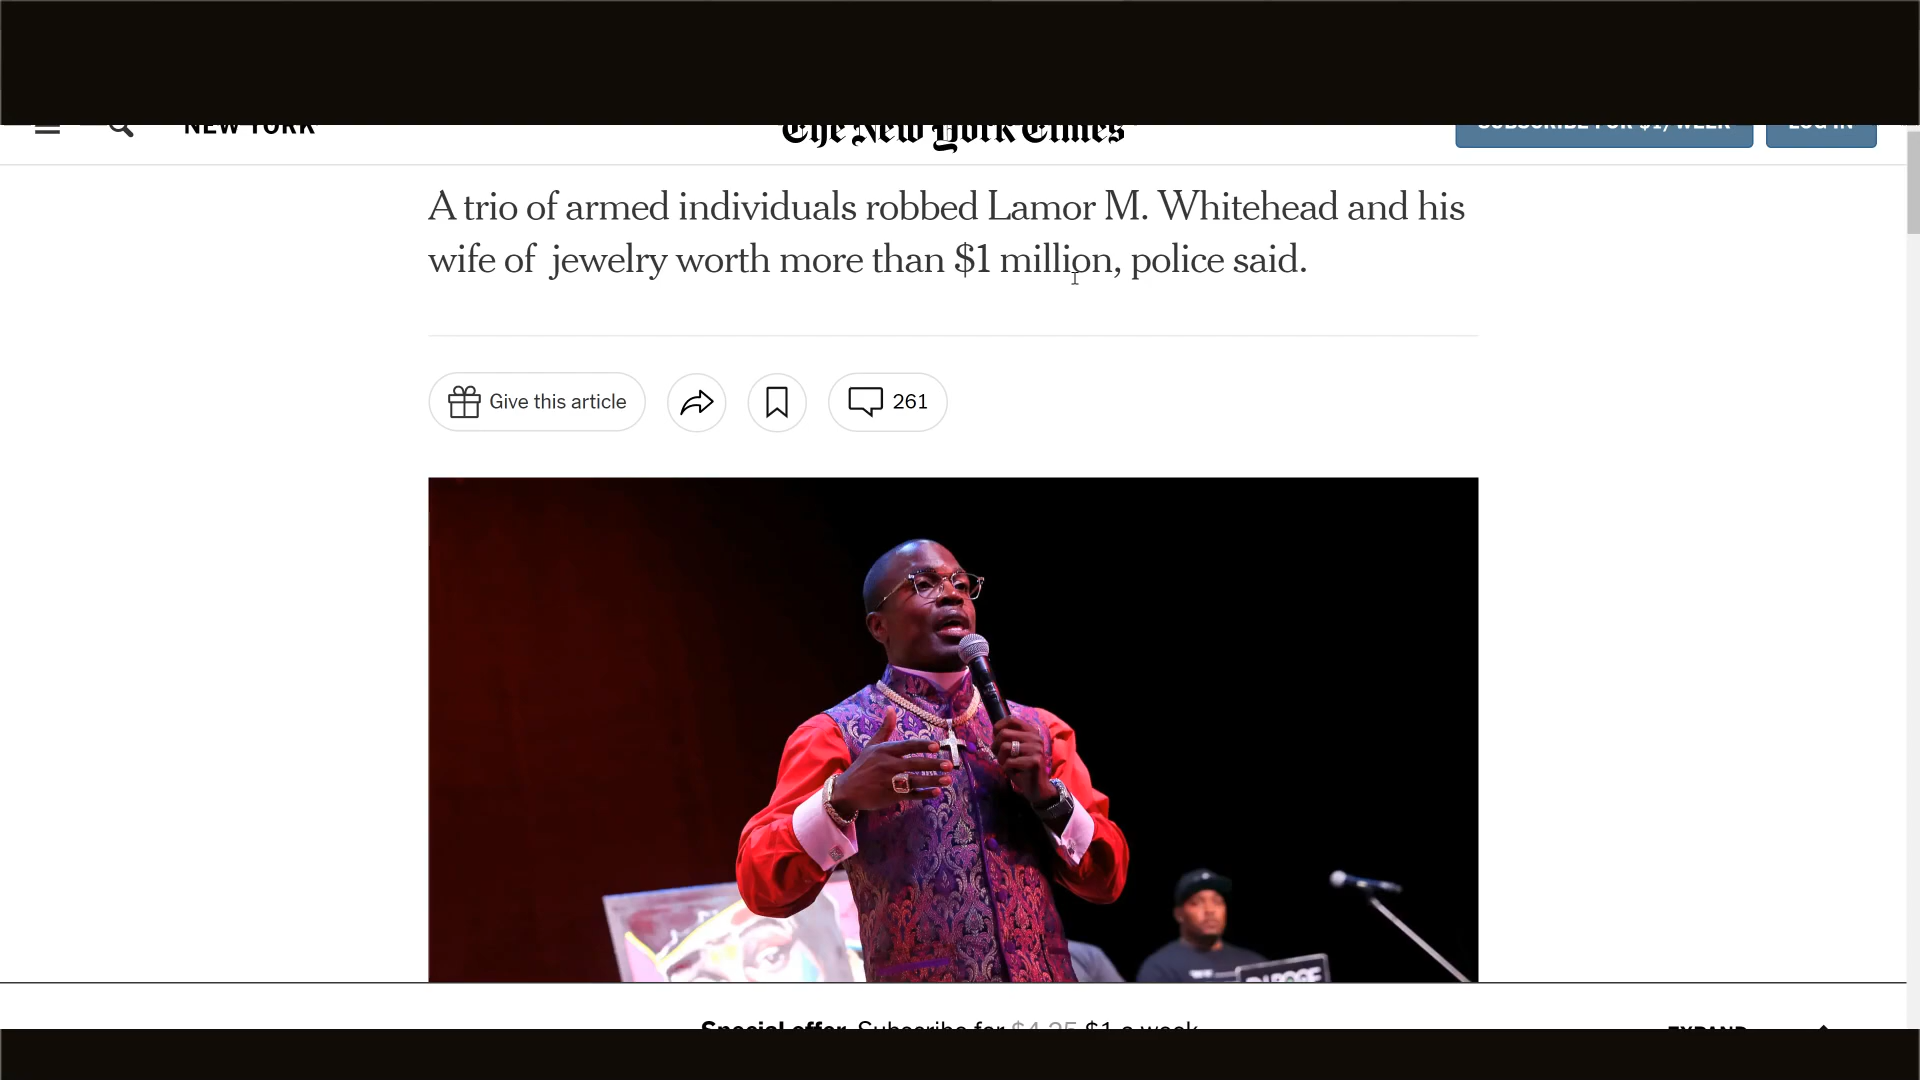 NEW YORK
The New York Times
SUBSCRIBE FOR $1/WEEK
LOG IN
A trio of armed individuals robbed Lamor M. Whitehead and his
wife of jewelry worth more than $1 million, police said.
Give this article
261
Special offer. Subscribe for $4.25 $1 a week.
EXPAND